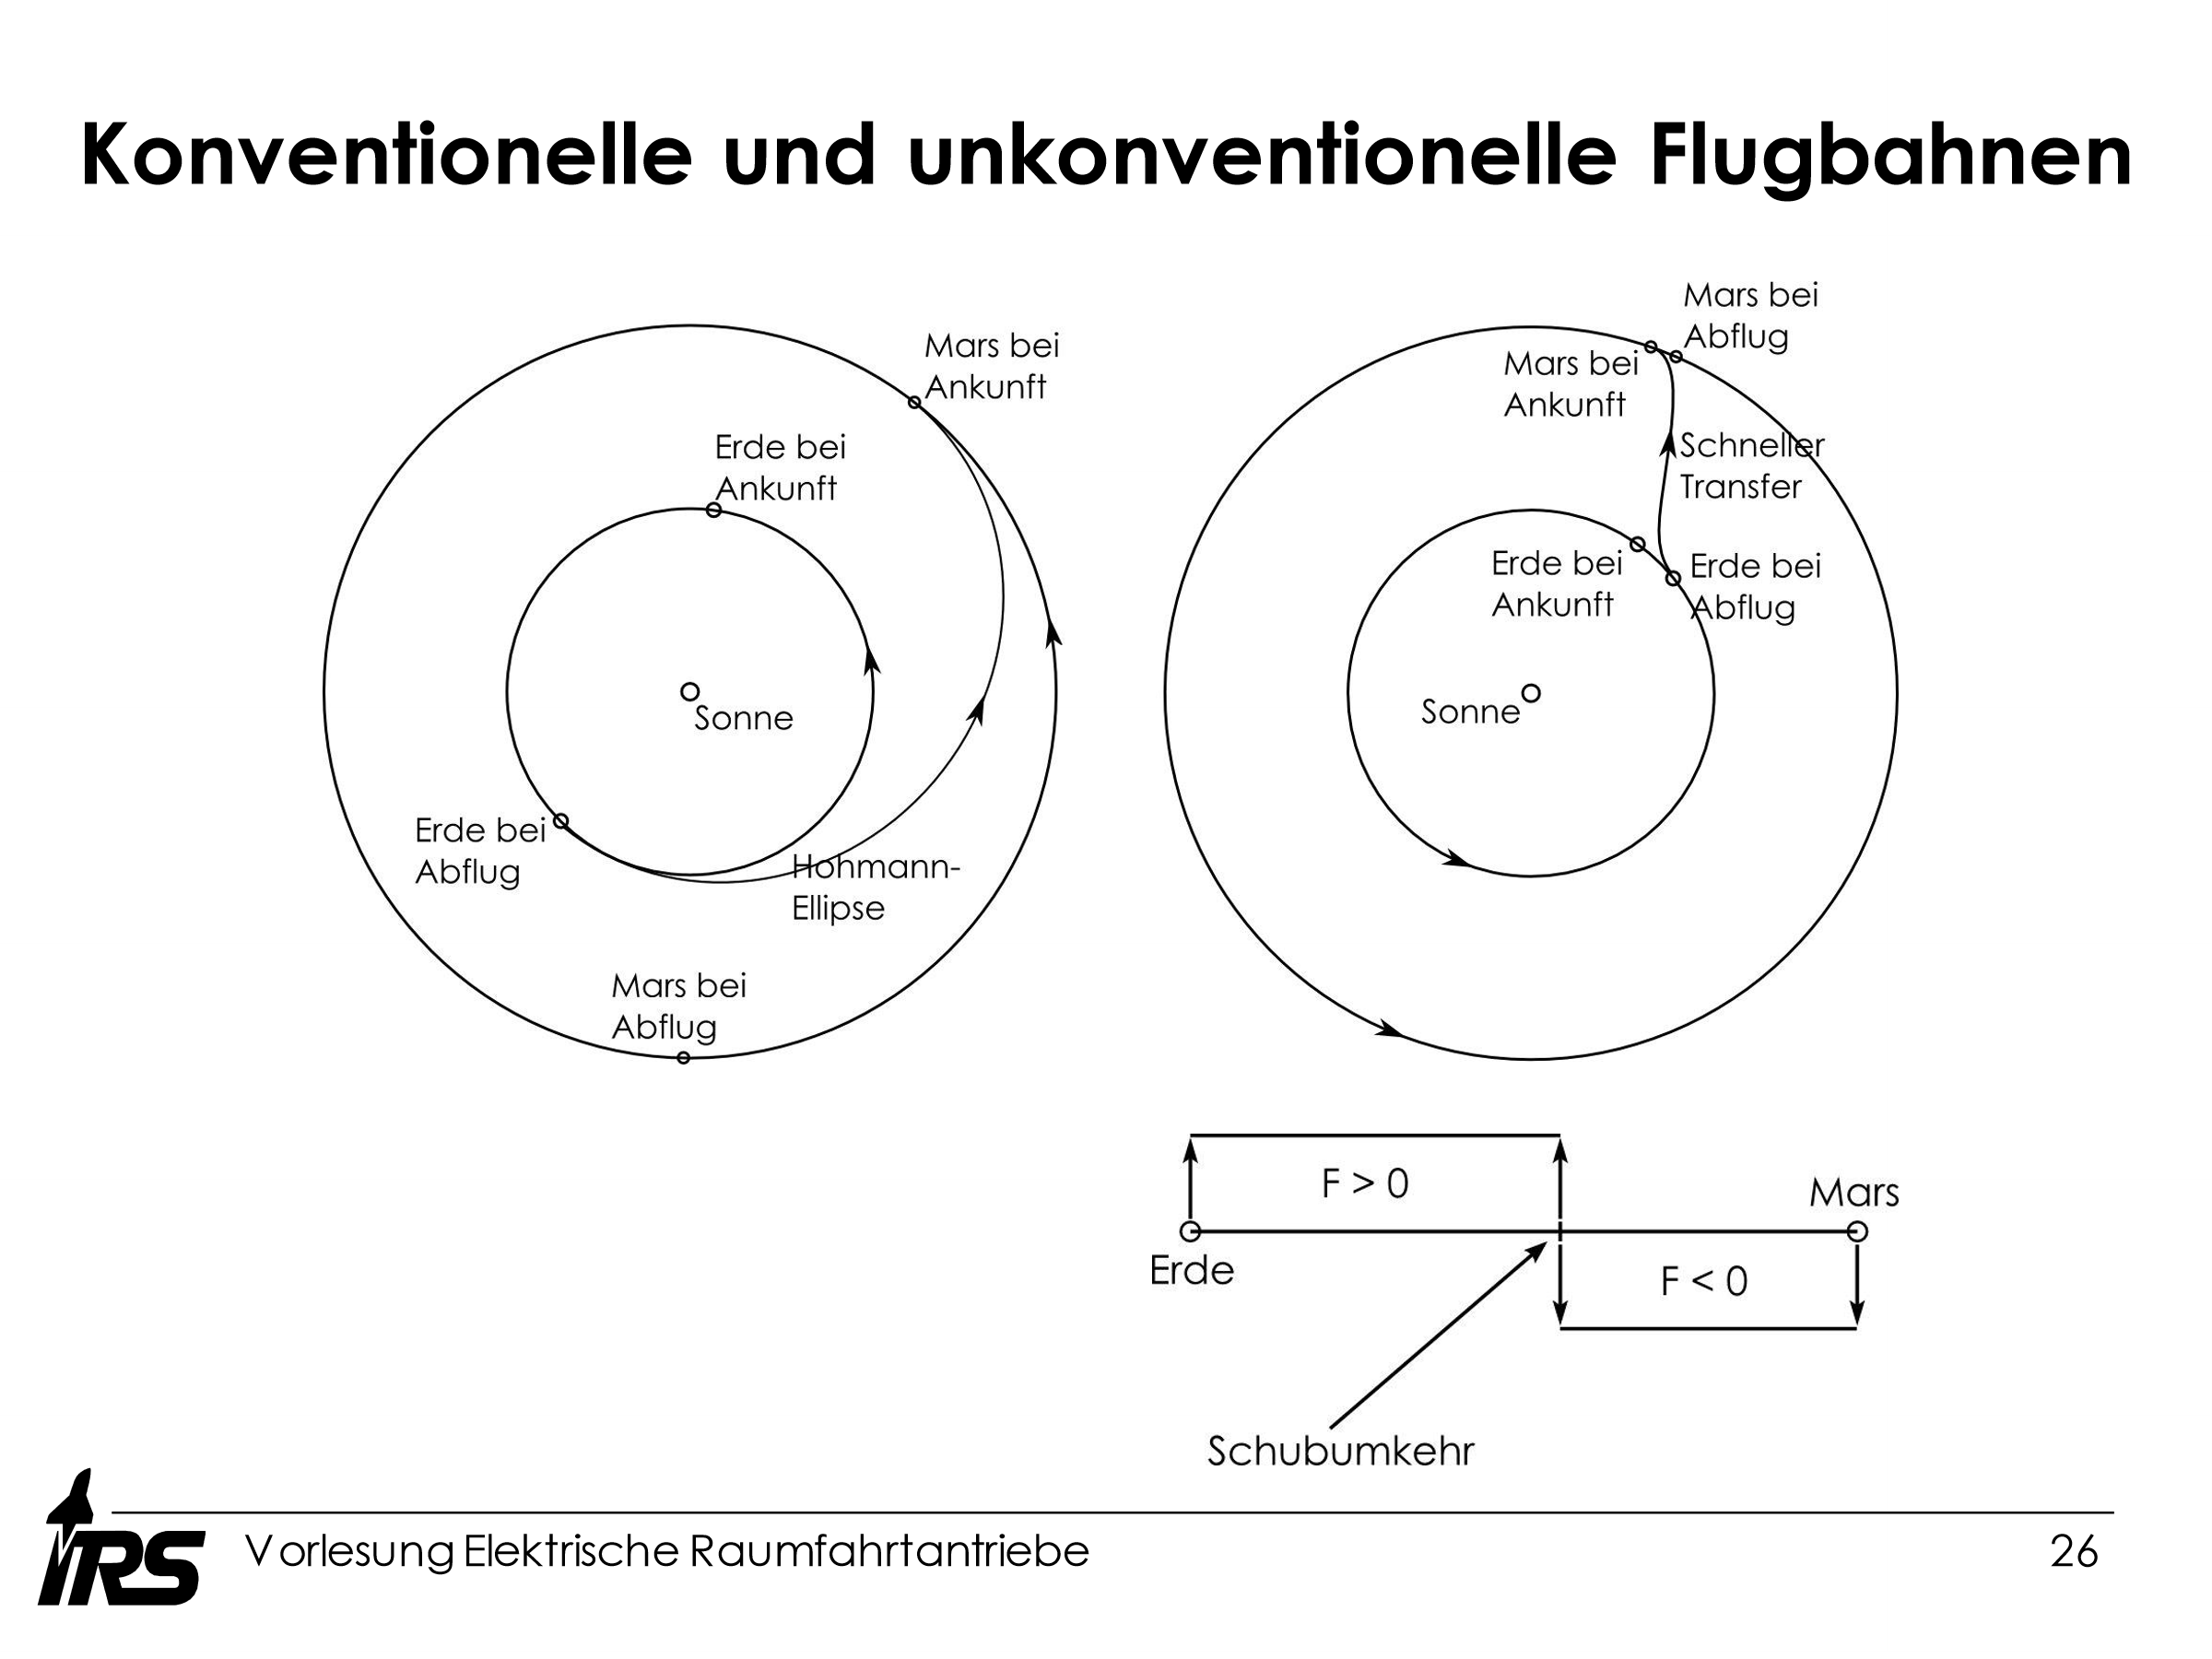 Konventionelle und unkonventionelle Flugbahnen
Mars bei
Ankunft
Erde bei
Ankunft
Sonne
Erde bei
Abflug
Hohmann-
Ellipse
Mars bei
Abflug
Mars bei
Abflug
Mars bei
Ankunft
Schneller
Transfer
Erde bei
Ankunft
Erde bei
Abflug
Sonne
F > 0
Mars
Erde
F < 0
Schubumkehr
IRS
Vorlesung Elektrische Raumfahrtantriebe
26